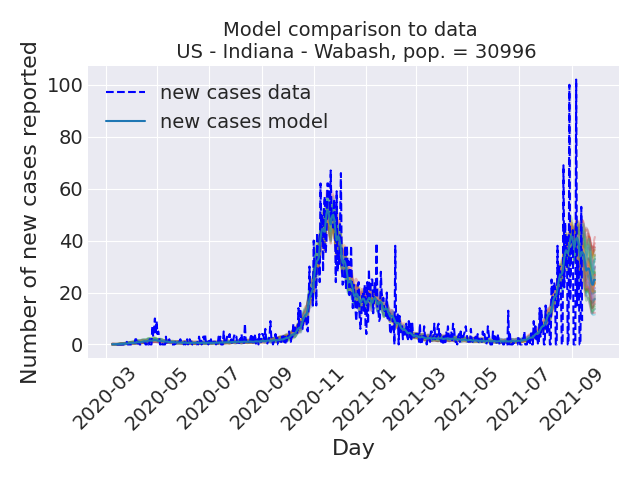 Model comparison to data
US - Indiana - Wabash, pop. = 30996
Number of new cases reported
100
80
60
40
20
0
new cases data
new cases model
2020-03
2020-05
2020-07
2020-09
2020-11
2021-01
2021-03
2021-05
2021-07
2021-09
Day